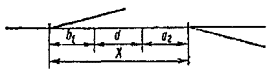 b₁ d a₂
X